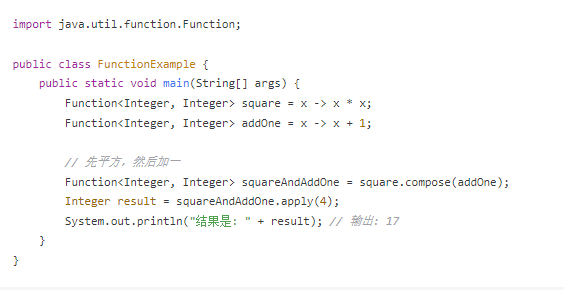 import java.util.function.Function;
public class FunctionExample {
public static void main(String[] args) {
Function<Integer, Integer> square = x -> x * x;
Function<Integer, Integer> addOne = x -> x + 1;
// 先平方，然后加一
Function<Integer, Integer> squareAndAddOne = square.compose(addOne);
Integer result = squareAndAddOne.apply(4);
System.out.println("结果是: " + result); // 输出: 17
}
}